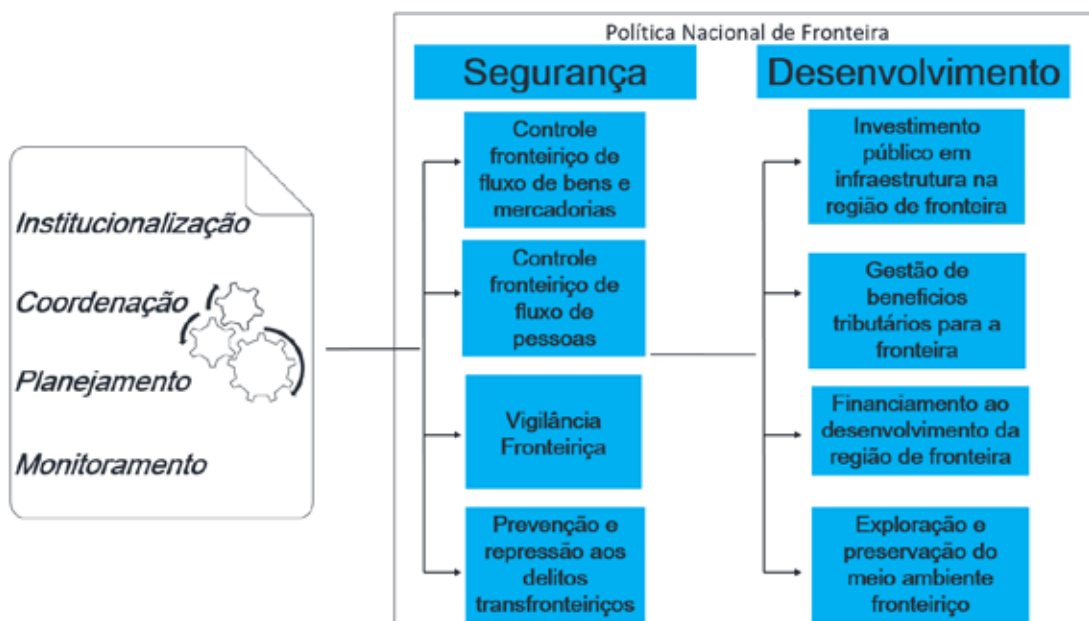 Política Nacional de Fronteira
Segurança
Desenvolvimento
Institucionalização
Coordenação
Planejamento
Monitoramento
Controle
fronteiriço de
fluxo de bens e
mercadorias
Controle
fronteiriço de
fluxo de
pessoas
Vigilância
Fronteiriça
Prevenção e
repressão aos
delitos
transfronteiriços
Investimento
público em
infraestrutura na
região de fronteira
Gestão de
benefícios
tributários para a
fronteira
Financiamento ao
desenvolvimento da
região de fronteira
Exploração e
preservação do
meio ambiente
fronteiriço